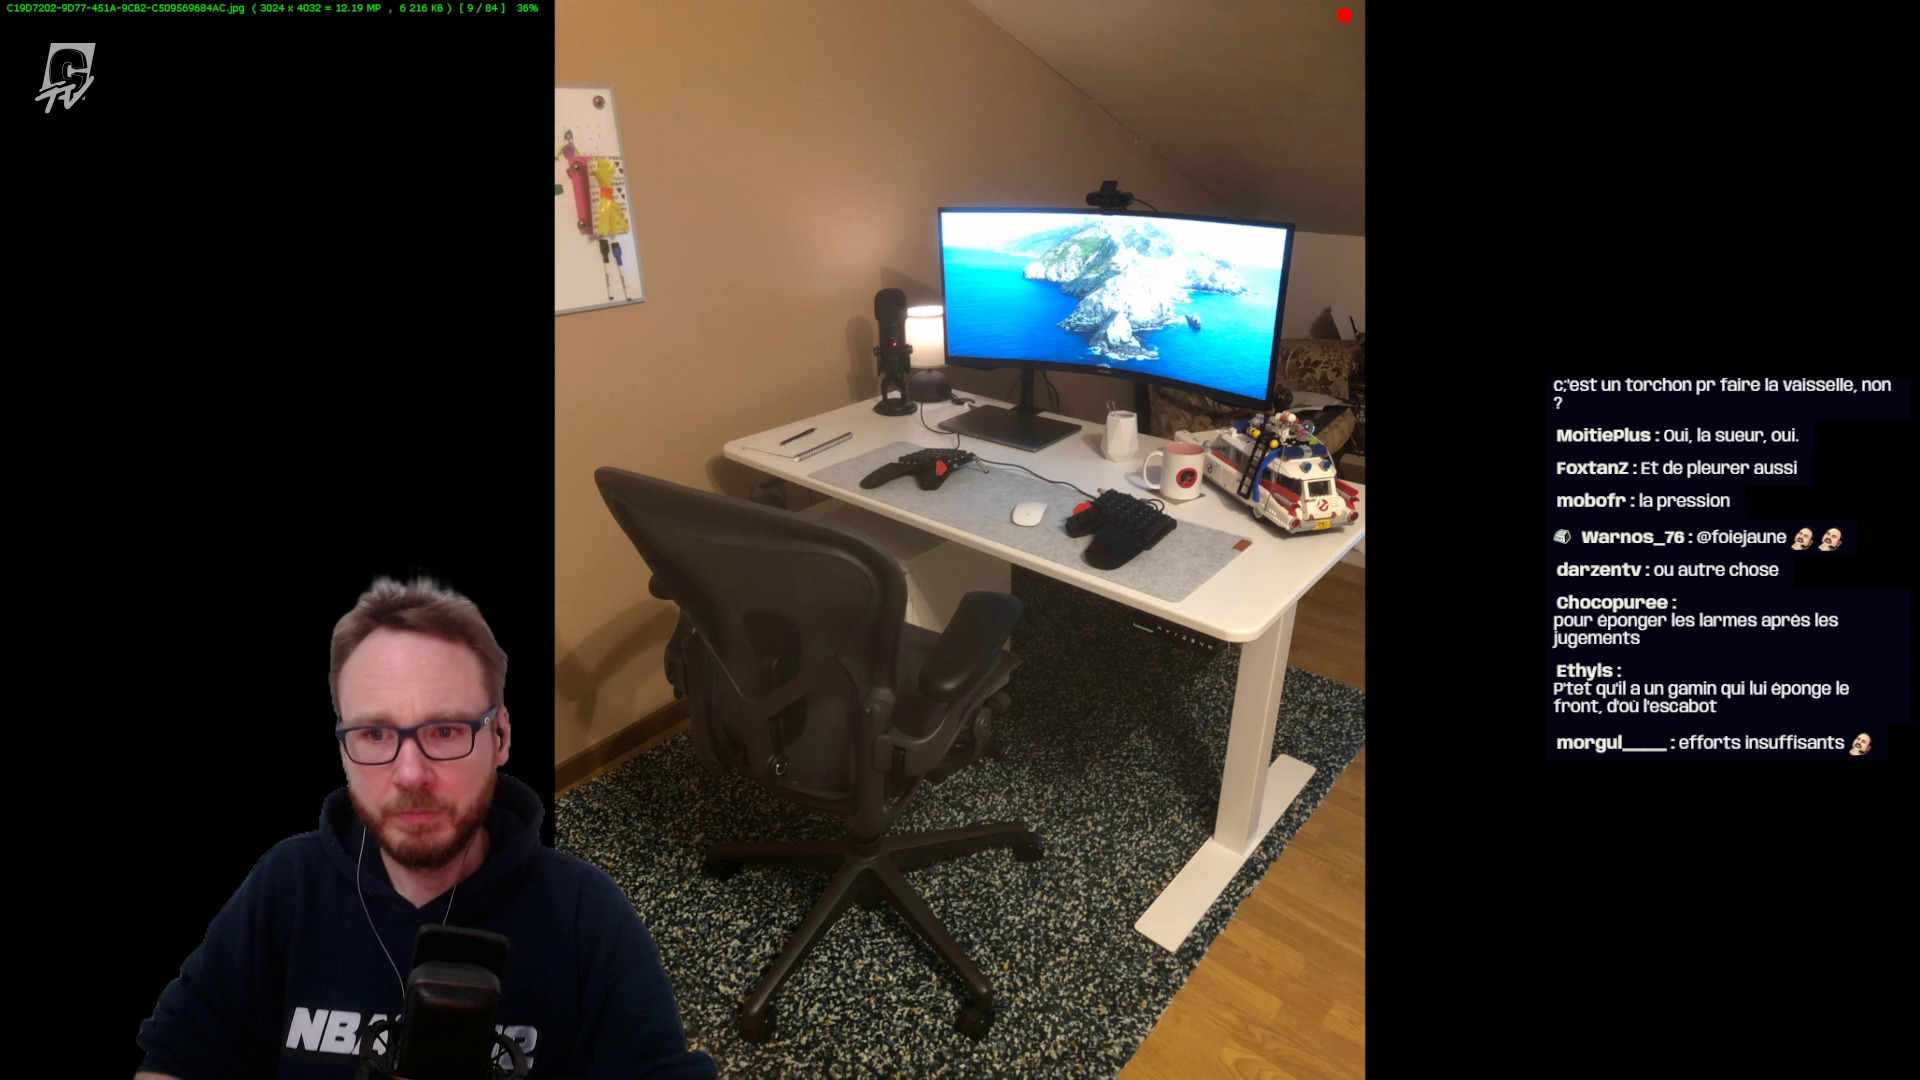 C19D7202-9D77-451A-9CB2-C509569684AC.jpg ( 3024 x 4032 = 12.19 MP , 6 216 KB ) [ 9 / 84 ] 36%
c;'est un torchon pr faire la vaisselle, non
?
MoitiePlus : Oui, la sueur, oui.
FoxtanZ : Et de pleurer aussi
mobofr : la pression
Warnos_76 : @foiejaune
darzentv : ou autre chose
Chocopuree :
pour éponger les larmes après les
jugements
Ethyls :
P'tet qu'il a un gamin qui lui éponge le
front, d'où l'escabot
morgul_____ : efforts insuffisants
NBA